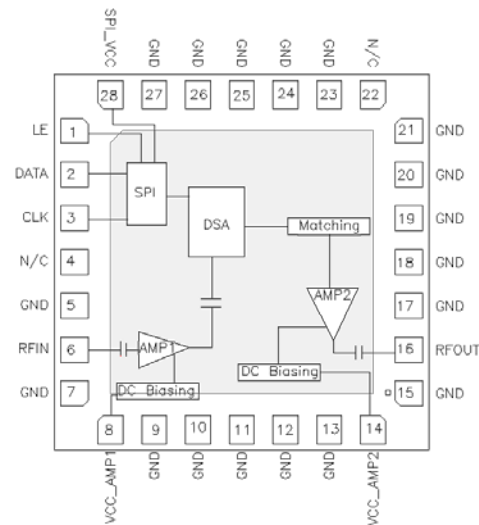 SPI_VCC
GND
GND
GND
GND
GND
N/C
28
27
26
25
24
23
22
LE
1
21
GND
DATA
2
SPI
20
GND
CLK
3
DSA
Matching
19
GND
N/C
4
18
GND
GND
5
AMP2
17
GND
RFIN
6
AMP1
16
RFOUT
DC Biasing
GND
7
DC Biasing
15
GND
8
9
10
11
12
13
14
VCC_AMP1
GND
GND
GND
GND
GND
VCC_AMP2